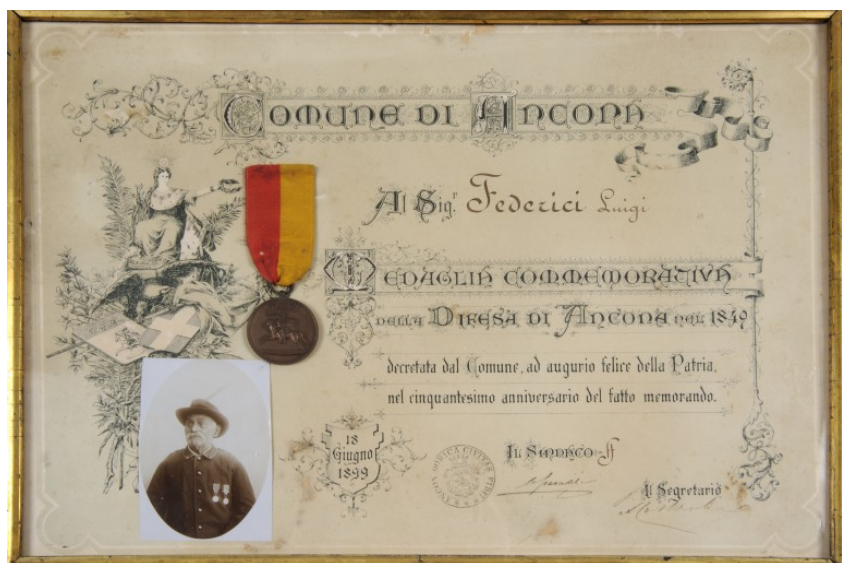 Comune di Ancona
Al Sig.r Federici Luigi
Medaglia commemorativa
della Difesa di Ancona nel 1849
decretata dal Comune, ad augurio felice della Patria,
nel cinquantesimo anniversario del fatto memorando.
18
Giugno
1899
Il Sindaco ff
Il Segretario